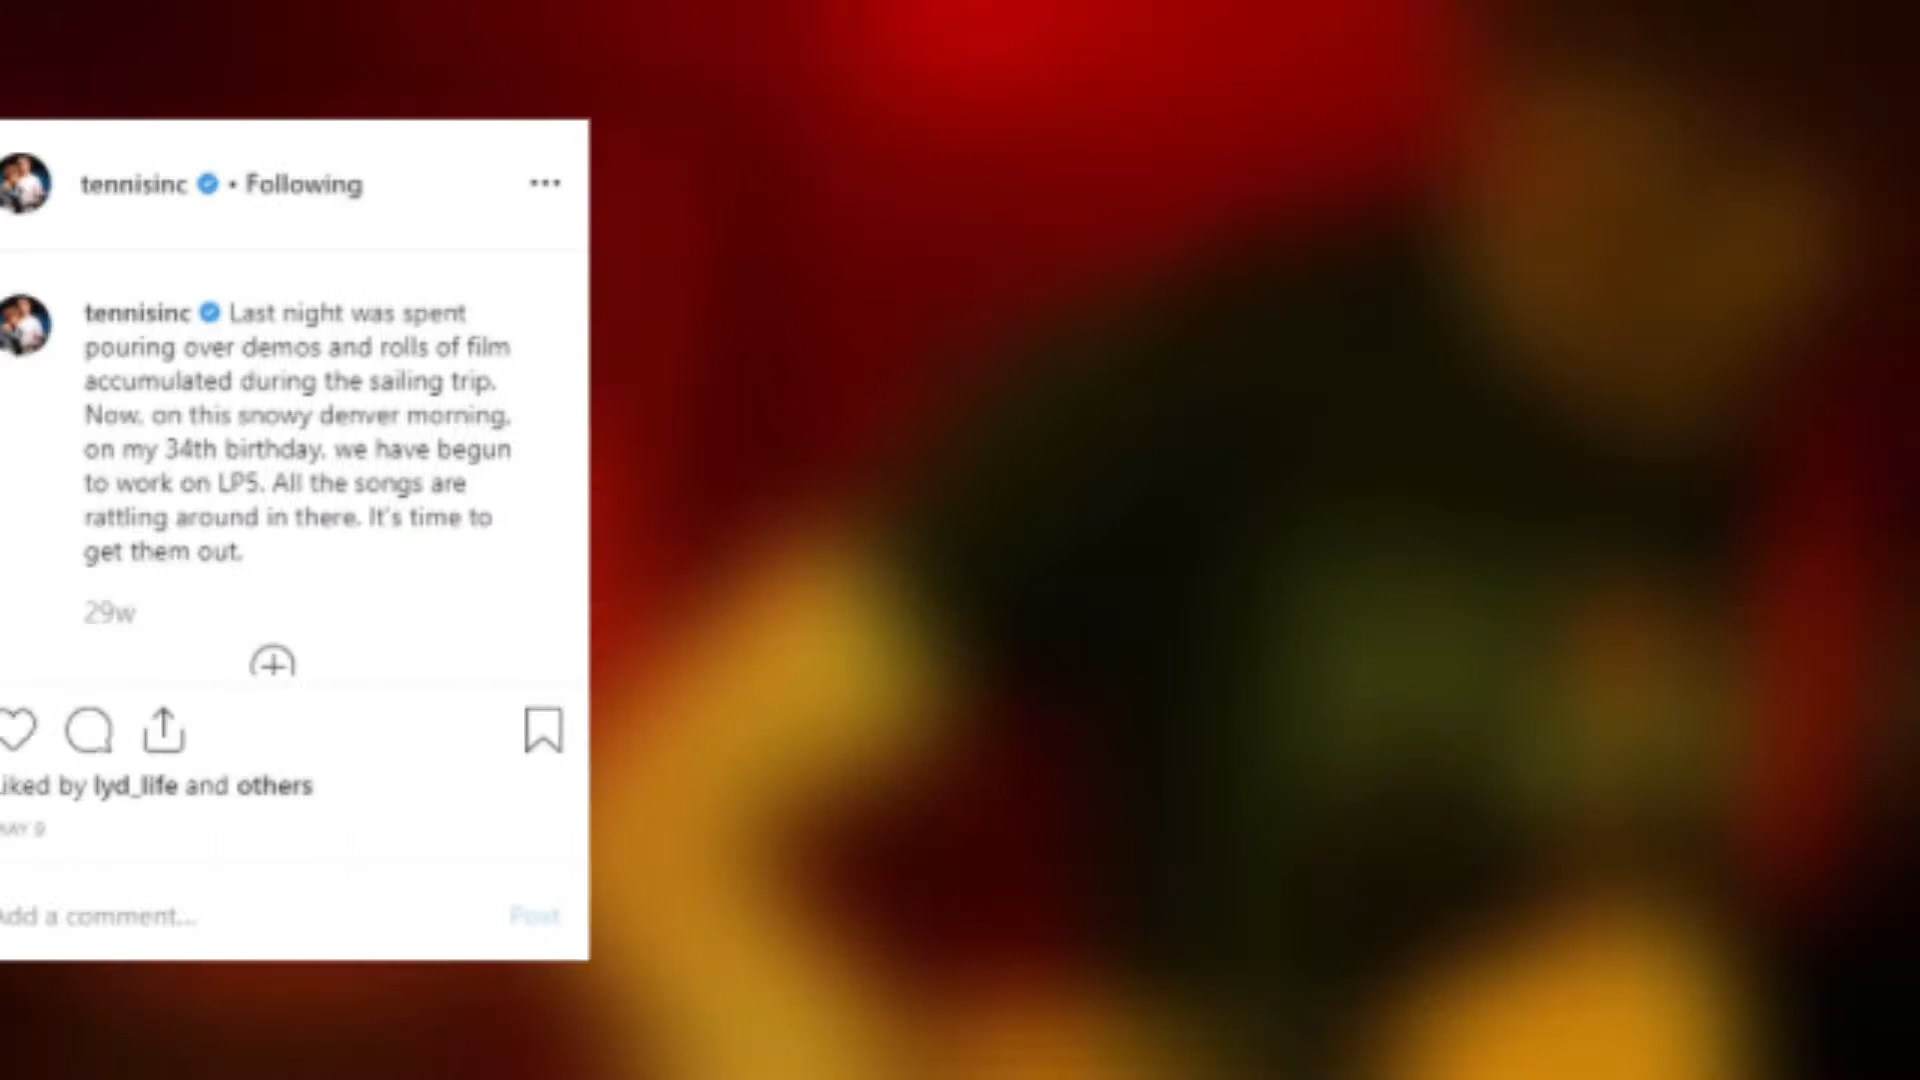 tennisinc • Following
tennisinc Last night was spent
pouring over demos and rolls of film
accumulated during the sailing trip.
Now, on this snowy denver morning,
on my 34th birthday, we have begun
to work on LP5. All the songs are
rattling around in there. It's time to
get them out.
29w
iked by lyd_life and others
MAY 9
Add a comment...
Post